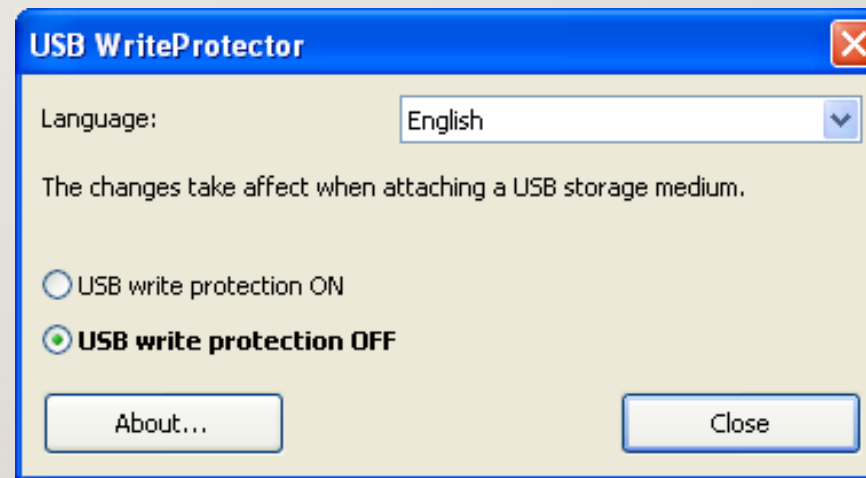 USB WriteProtector
Language:
English
The changes take affect when attaching a USB storage medium.
USB write protection ON
USB write protection OFF
About...
Close